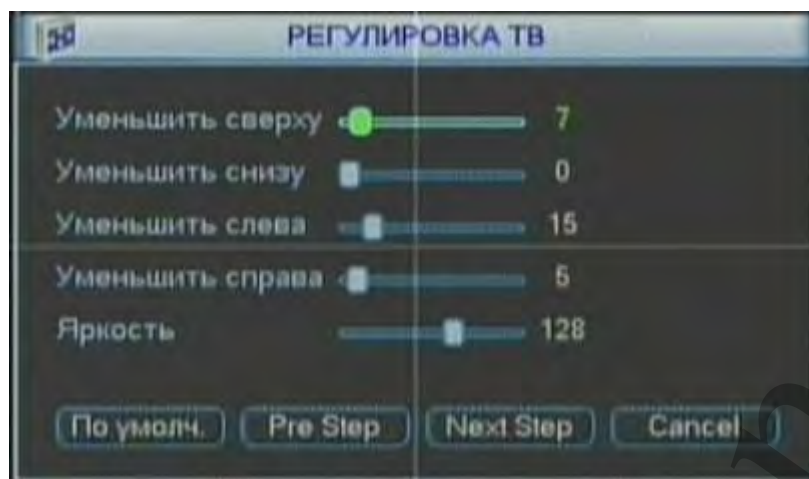 РЕГУЛИРОВКА ТВ
Уменьшить сверху 7
Уменьшить снизу 0
Уменьшить слева 15
Уменьшить справа 5
Яркость 128
По умолч. Pre Step Next Step Cancel